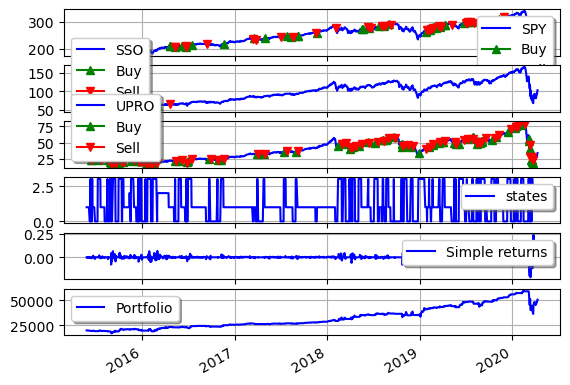 300
200
SPY
Buy
SSO
Buy
Sell
150
100
50
UPRO
Buy
Sell
75
50
25
2.5
0.0
states
0.25
0.00
Simple returns
50000
25000
Portfolio
2016
2017
2018
2019
2020